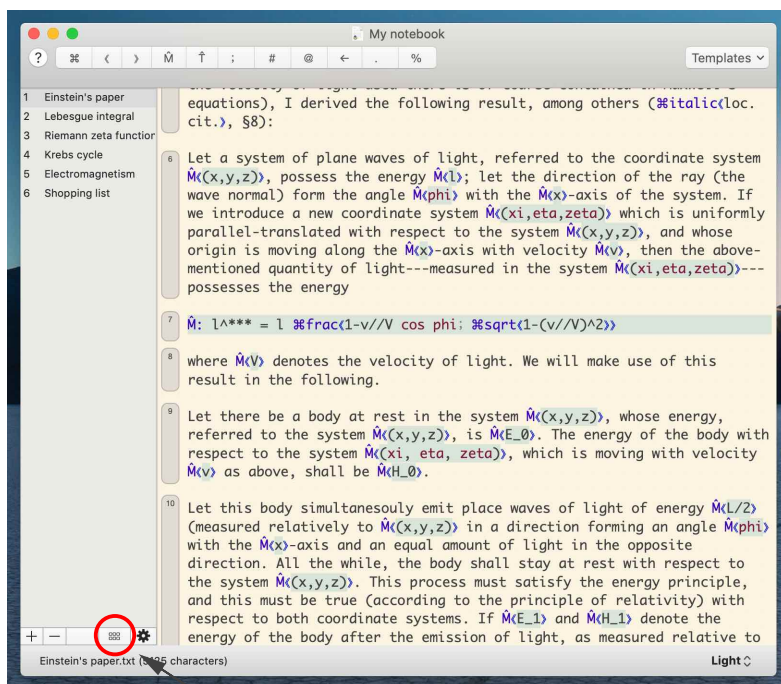 My notebook
? ⌘ ‹ › M̂ T̂ ; # @ ← . % Templates
1 Einstein's paper
2 Lebesgue integral
3 Riemann zeta function
4 Krebs cycle
5 Electromagnetism
6 Shopping list
equations), I derived the following result, among others (⌘italic‹loc.
cit.›, §8):
6 Let a system of plane waves of light, referred to the coordinate system
M̂‹(x,y,z)›, possess the energy M̂‹l›; let the direction of the ray (the
wave normal) form the angle M̂‹phi› with the M̂‹x›-axis of the system. If
we introduce a new coordinate system M̂‹(xi,eta,zeta)› which is uniformly
parallel-translated with respect to the system M̂‹(x,y,z)›, and whose
origin is moving along the M̂‹x›-axis with velocity M̂‹v›, then the above-
mentioned quantity of light---measured in the system M̂‹(xi,eta,zeta)›---
possesses the energy
7 M̂: l^*** = l ⌘frac‹1-v//V cos phi; ⌘sqrt‹1-(v//V)^2››
8 where M̂‹V› denotes the velocity of light. We will make use of this
result in the following.
9 Let there be a body at rest in the system M̂‹(x,y,z)›, whose energy,
referred to the system M̂‹(x,y,z)›, is M̂‹E_0›. The energy of the body with
respect to the system M̂‹(xi, eta, zeta)›, which is moving with velocity
M̂‹v› as above, shall be M̂‹H_0›.
10 Let this body simultanesouly emit place waves of light of energy M̂‹L/2›
(measured relatively to M̂‹(x,y,z)› in a direction forming an angle M̂‹phi›
with the M̂‹x›-axis and an equal amount of light in the opposite
direction. All the while, the body shall stay at rest with respect to
the system M̂‹(x,y,z)›. This process must satisfy the energy principle,
and this must be true (according to the principle of relativity) with
respect to both coordinate systems. If M̂‹E_1› and M̂‹H_1› denote the
energy of the body after the emission of light, as measured relative to
+ −
Einstein's paper.txt characters)
Light